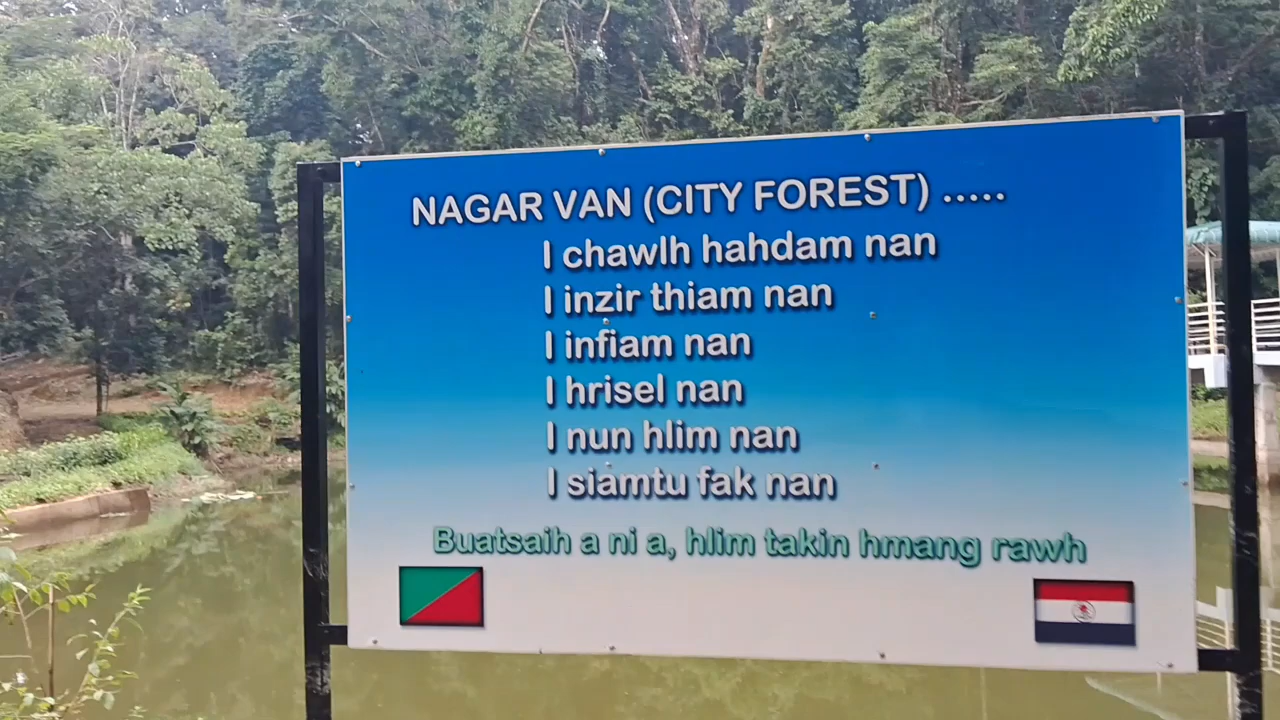 NAGAR VAN (CITY FOREST) .....
I chawlh hahdam nan
I inzir thiam nan
I infiam nan
I hrisel nan
I nun hlim nan
I siamtu fak nan
Buatsaih a ni a, hlim takin hmang rawh